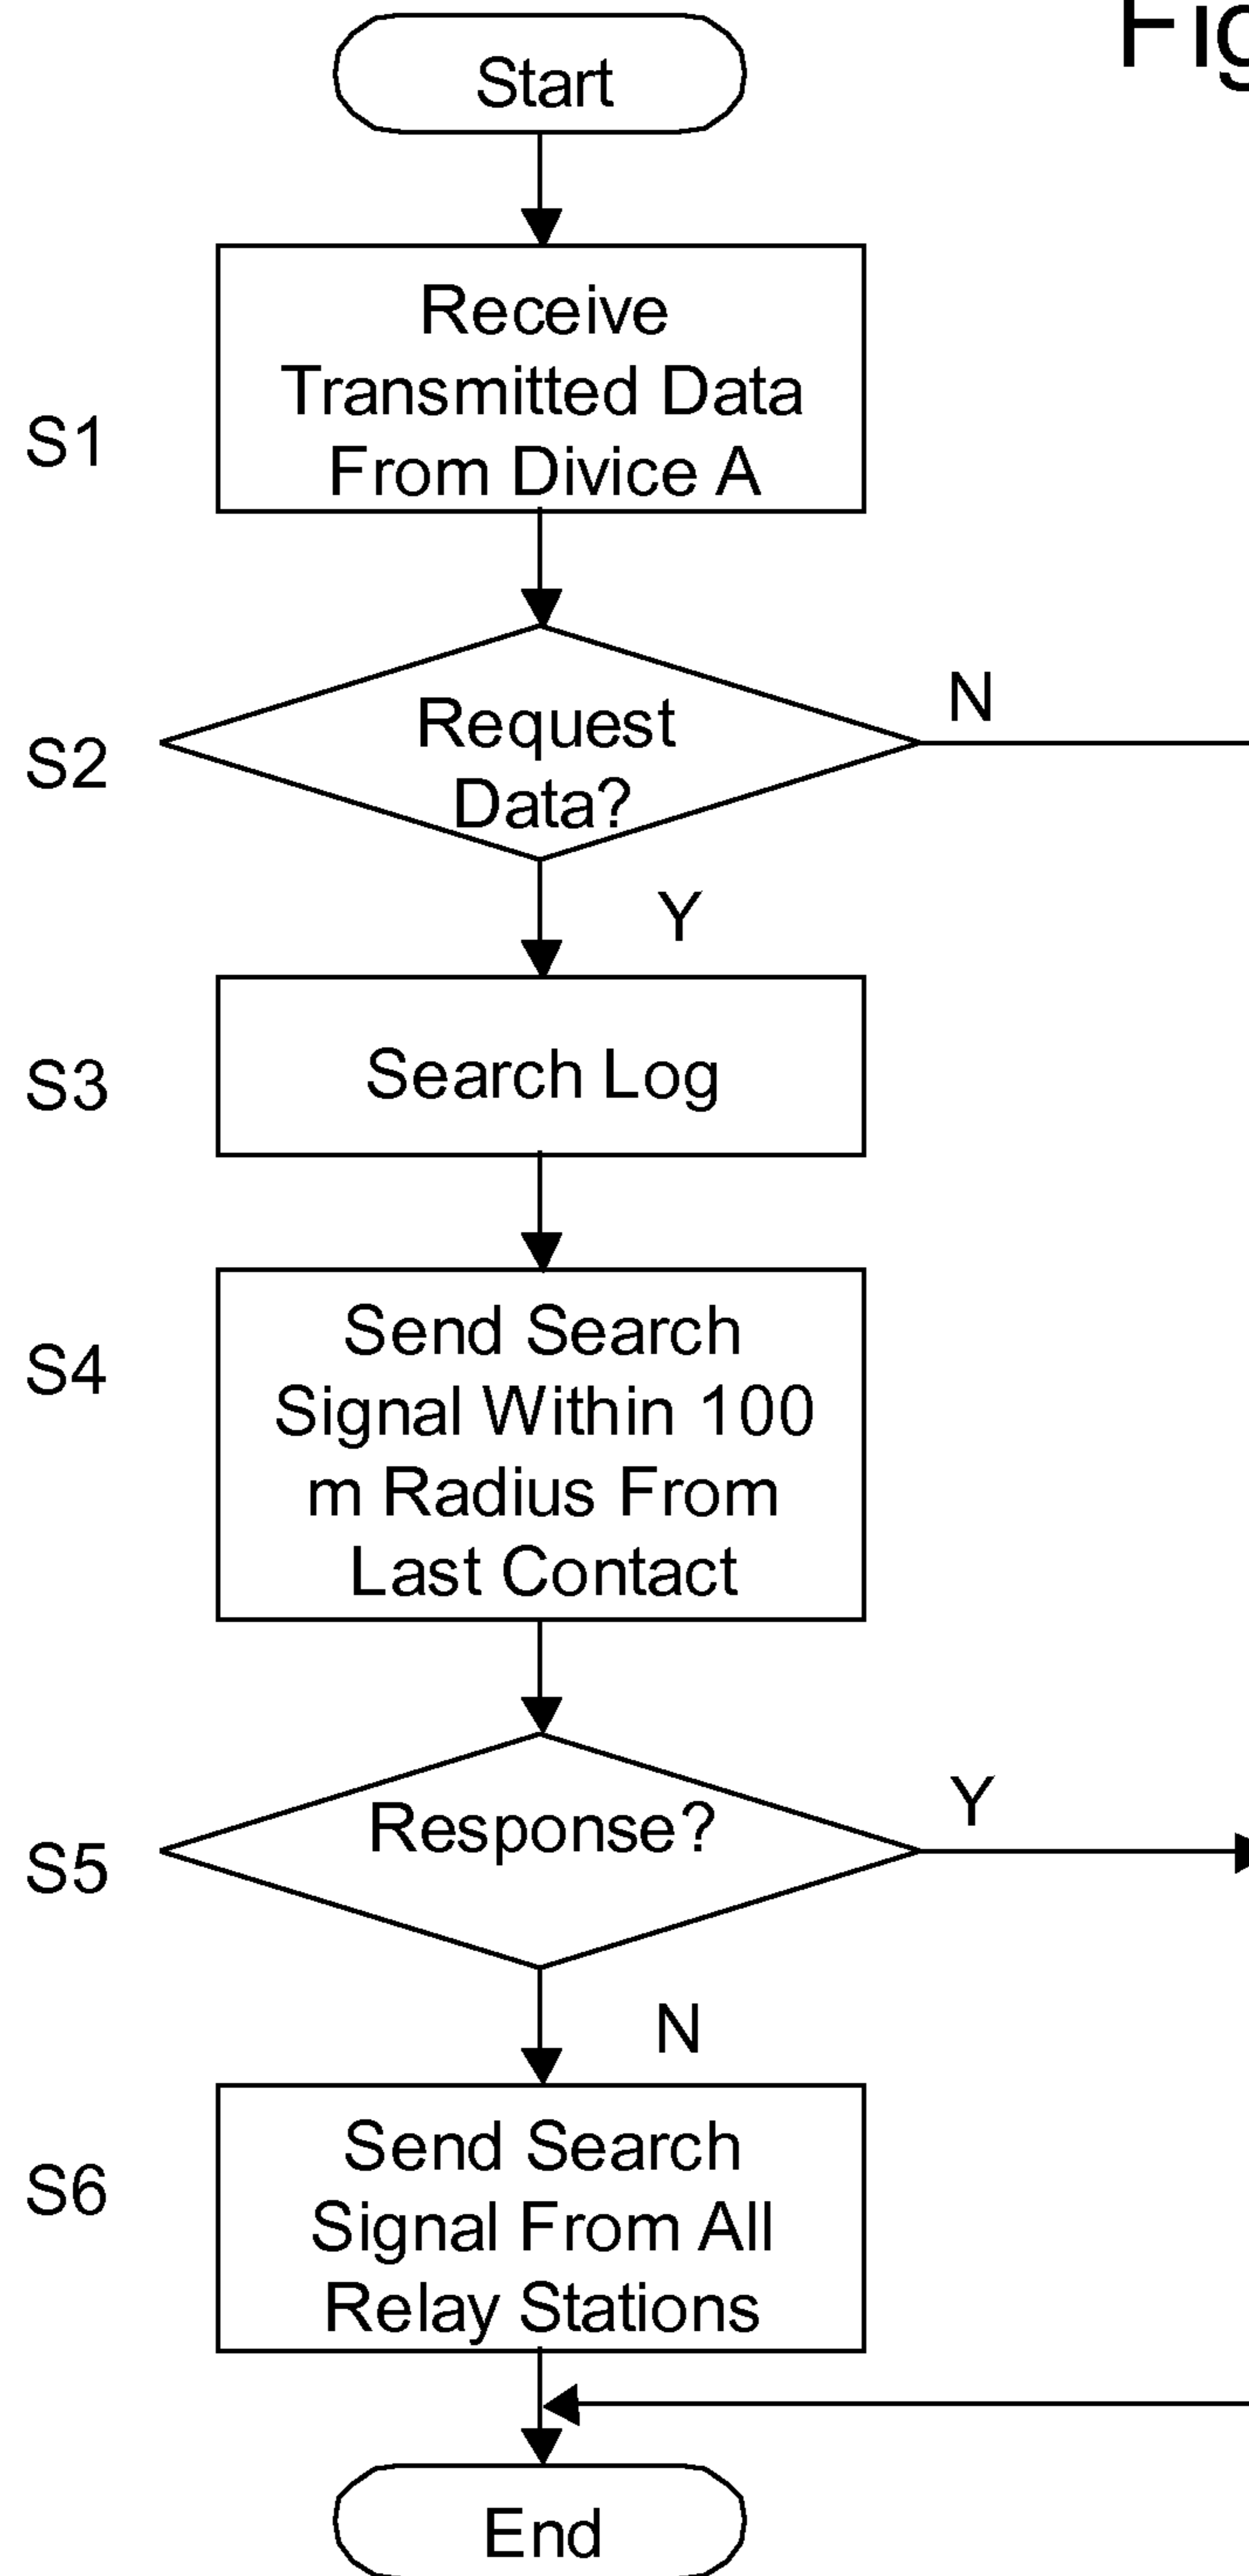 Fig
Start
S1
Receive
Transmitted Data
From Divice A
S2
Request
Data?
N
Y
S3
Search Log
S4
Send Search
Signal Within 100
m Radius From
Last Contact
S5
Response?
Y
N
S6
Send Search
Signal From All
Relay Stations
End